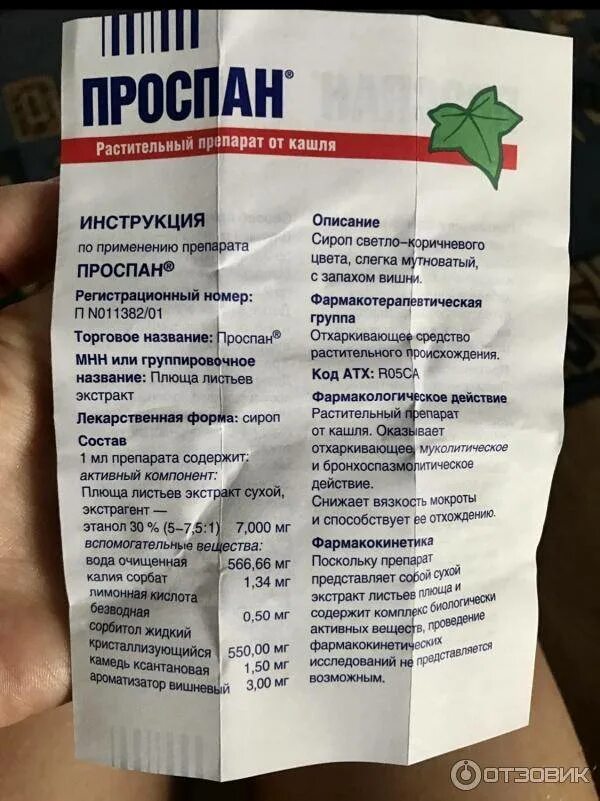 ПРОСПАН®
Растительный препарат от кашля
ИНСТРУКЦИЯ
по применению препарата
ПРОСПАН®
Регистрационный номер:
П N011382/01
Торговое название: Проспан®
МНН или группировочное
название: Плюща листьев
экстракт
Лекарственная форма: сироп
Состав
1 мл препарата содержит:
активный компонент:
Плюща листьев экстракт сухой,
экстрагент —
этанол 30 % (5–7,5:1) 7,000 мг
вспомогательные вещества:
вода очищенная 566,66 мг
калия сорбат 1,34 мг
лимонная кислота
безводная 0,50 мг
сорбитол жидкий
кристаллизующийся 550,00 мг
камедь ксантановая 1,50 мг
ароматизатор вишневый 3,00 мг
Описание
Сироп светло-коричневого
цвета, слегка мутноватый,
с запахом вишни.
Фармакотерапевтическая
группа
Отхаркивающее средство
растительного происхождения.
Код АТХ: R05CA
Фармакологическое действие
Растительный препарат
от кашля. Оказывает
отхаркивающее, муколитическое
и бронхоспазмолитическое
действие.
Снижает вязкость мокроты
и способствует ее отхождению.
Фармакокинетика
Поскольку препарат
представляет собой сухой
экстракт листьев плюща и
содержит комплекс биологически
активных веществ, проведение
фармакокинетических
исследований не представляется
возможным.
ОТЗОВИК